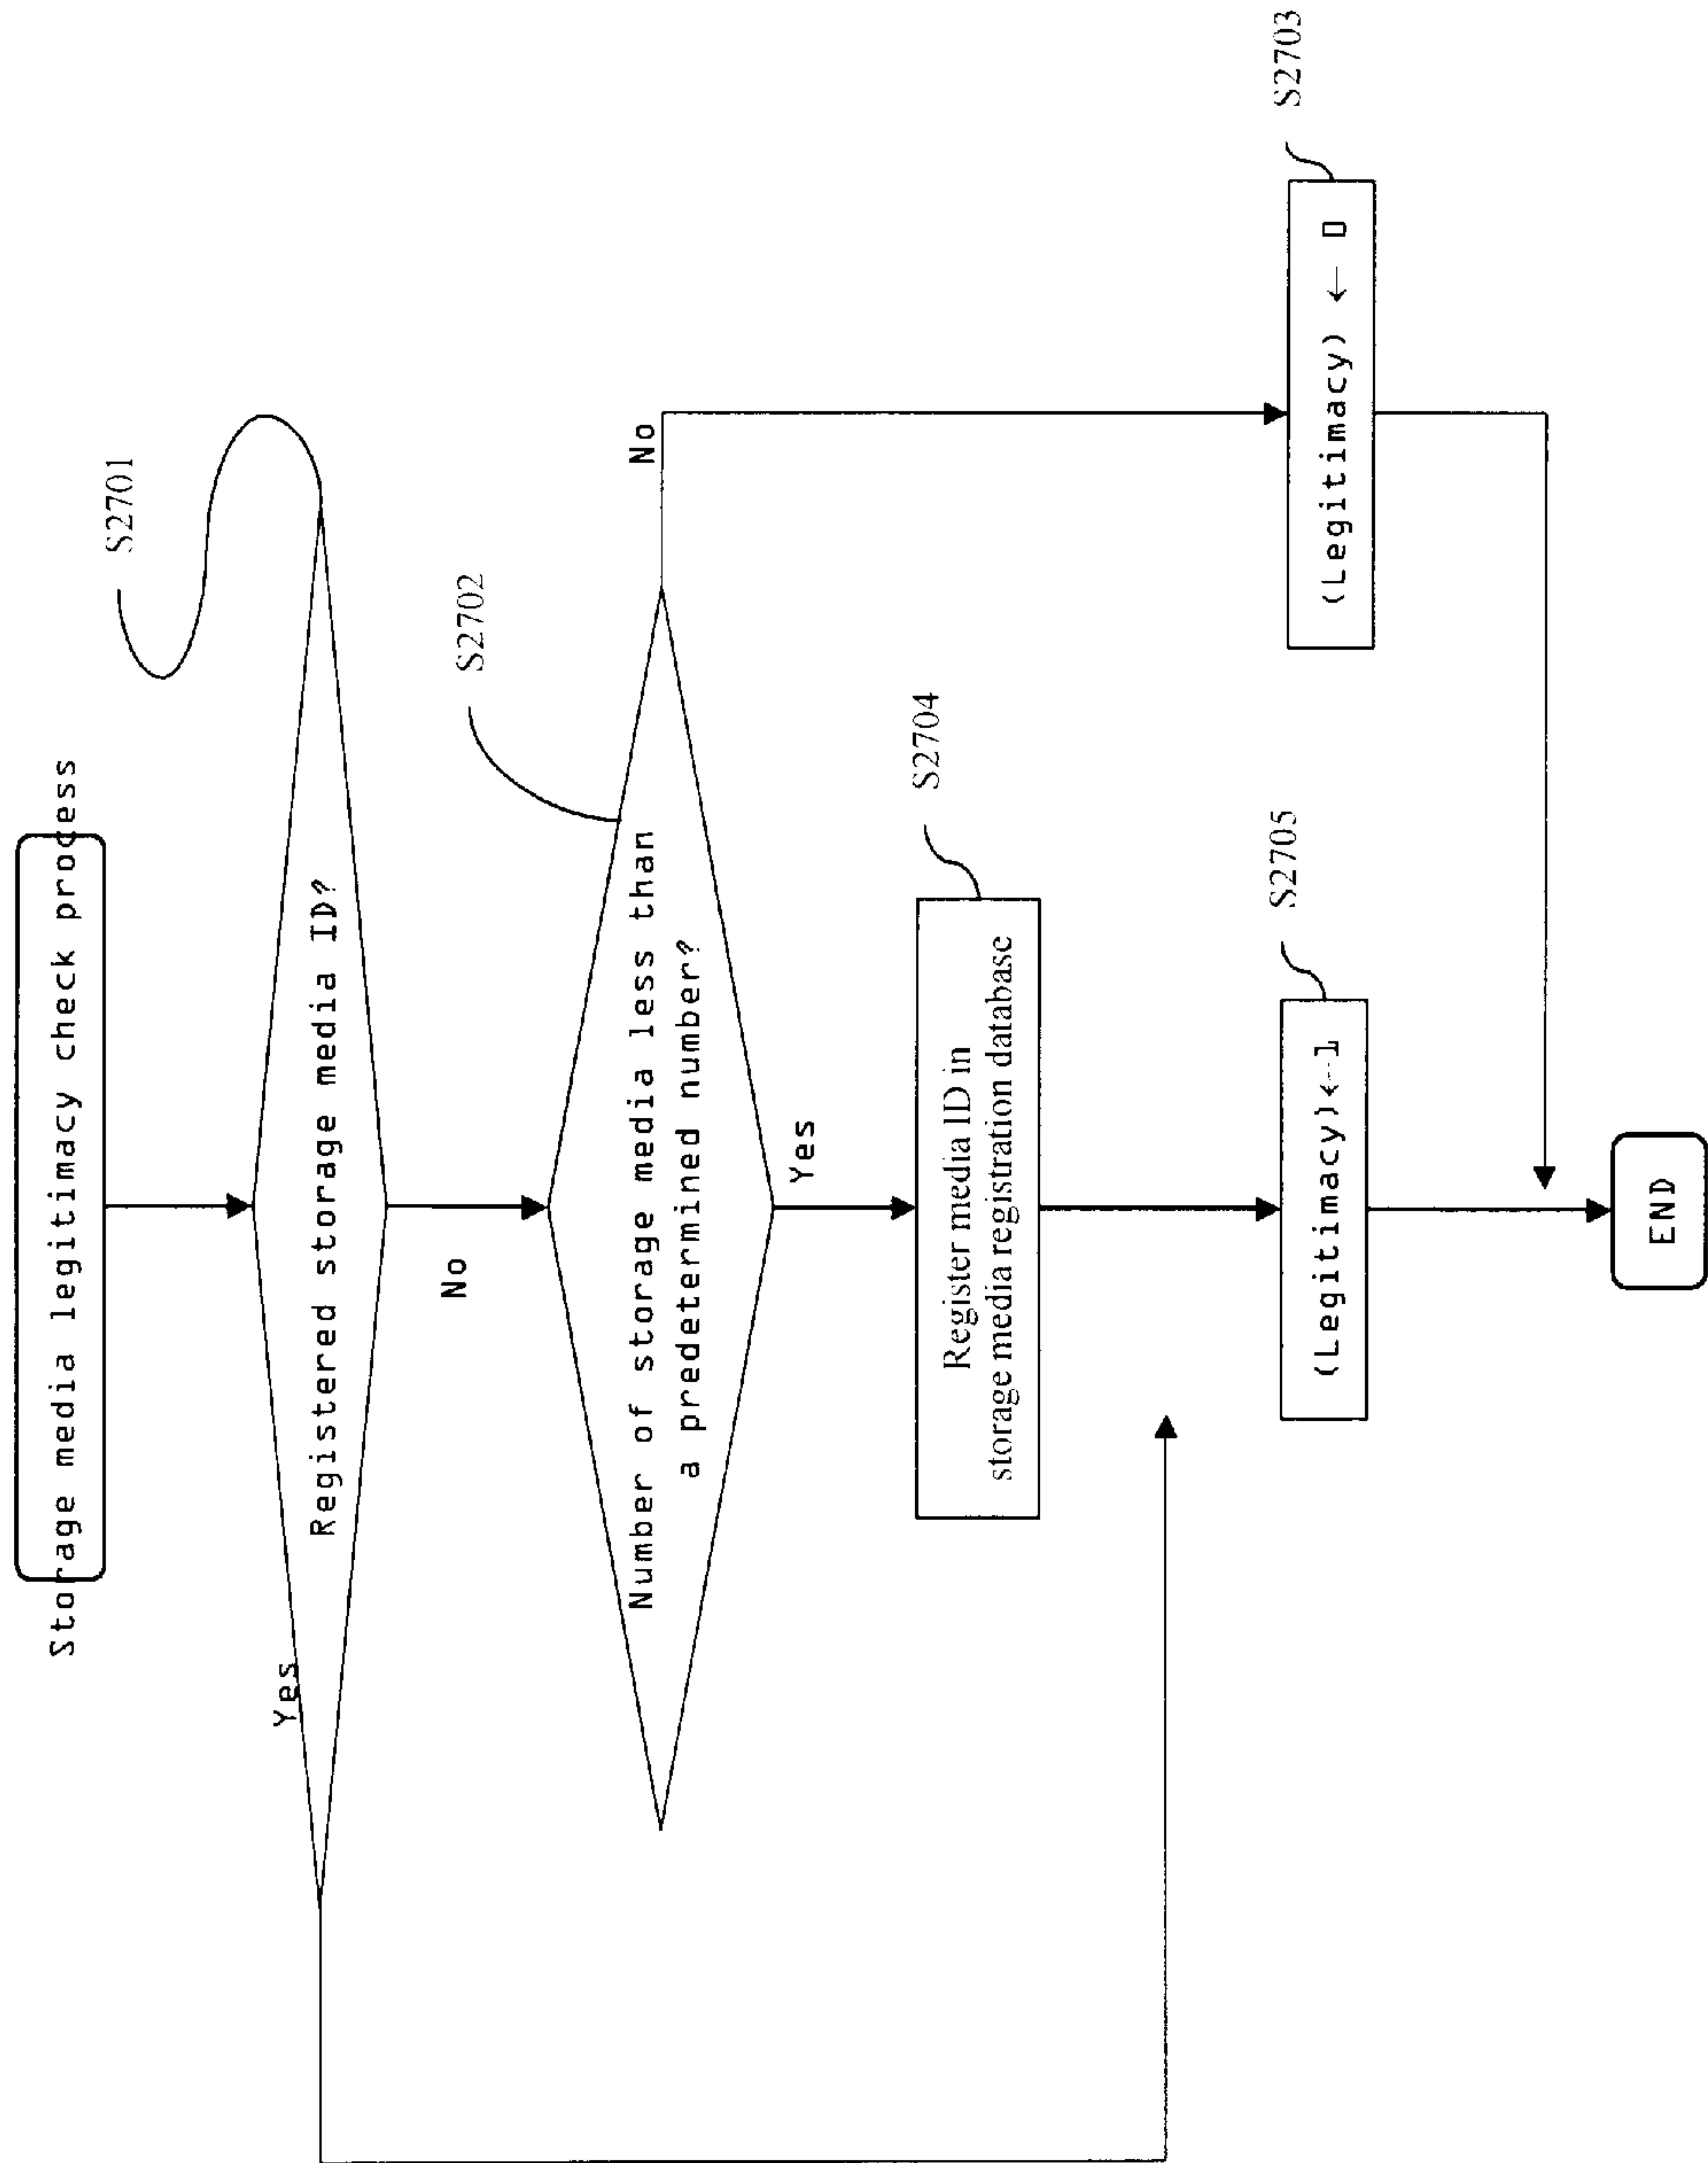 Storage media legitimacy check process
S2701
Yes
Registered storage media ID?
No
S2702
Number of storage media less than
a predetermined number?
No
Yes
S2704
Register media ID in
storage media registration database
S2703
(Legitimacy) ← 0
S2705
(Legitimacy)←1
END